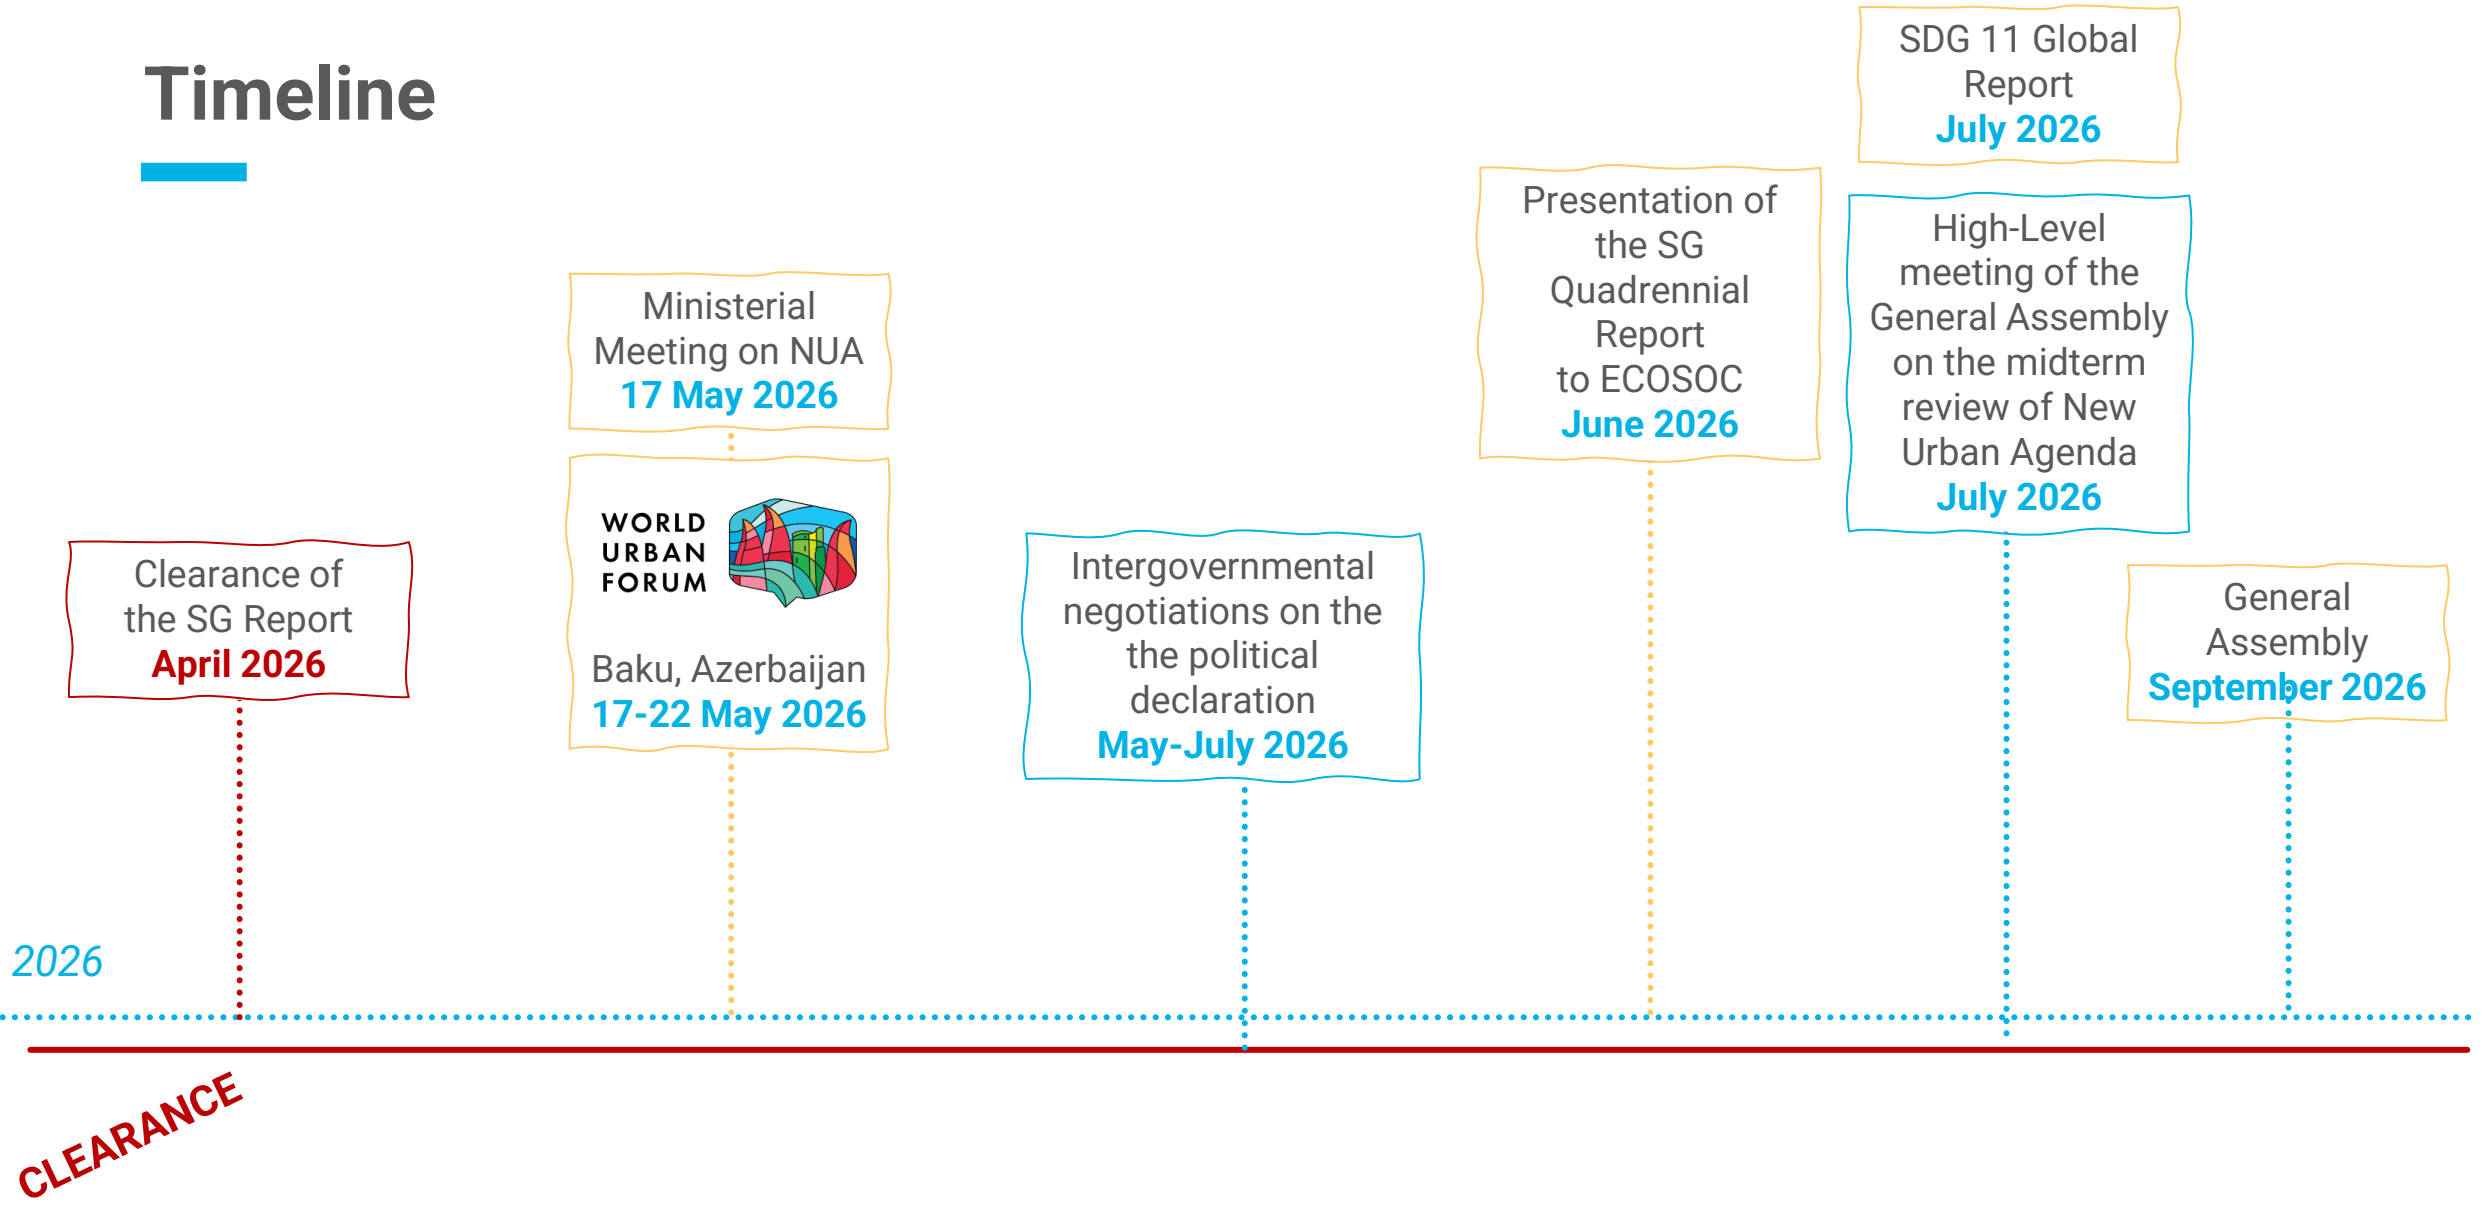 Timeline
Clearance of
the SG Report
April 2026
Ministerial
Meeting on NUA
17 May 2026
WORLD
URBAN
FORUM
Baku, Azerbaijan
17-22 May 2026
Intergovernmental
negotiations on the
the political
declaration
May-July 2026
Presentation of
the SG
Quadrennial
Report
to ECOSOC
June 2026
SDG 11 Global
Report
July 2026
High-Level
meeting of the
General Assembly
on the midterm
review of New
Urban Agenda
July 2026
General
Assembly
September 2026
2026
CLEARANCE